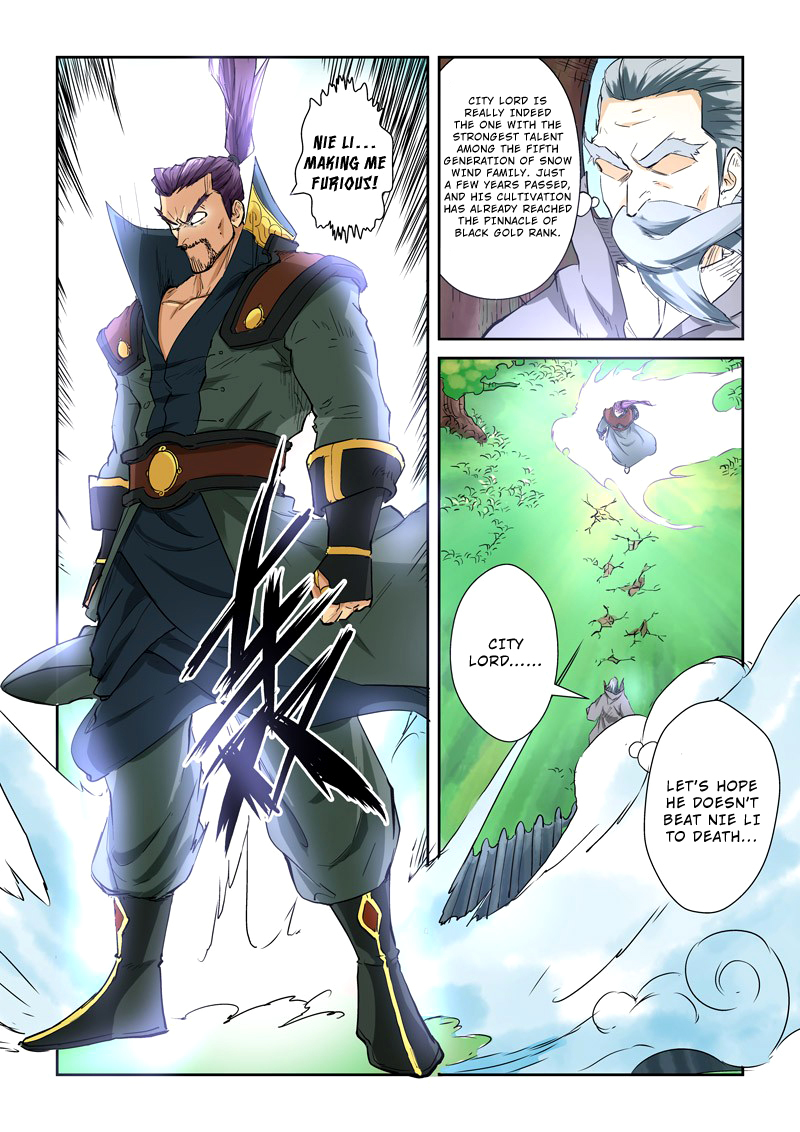 NIE LI...
MAKING ME
FURIOUS!
CITY LORD IS
REALLY INDEED
THE ONE WITH THE
STRONGEST TALENT
AMONG THE FIFTH
GENERATION OF SNOW
WIND FAMILY. JUST
A FEW YEARS PASSED,
AND HIS CULTIVATION
HAS ALREADY REACHED
THE PINNACLE OF
BLACK GOLD RANK.
CITY
LORD......
LET'S HOPE
HE DOESN'T
BEAT NIE LI
TO DEATH...